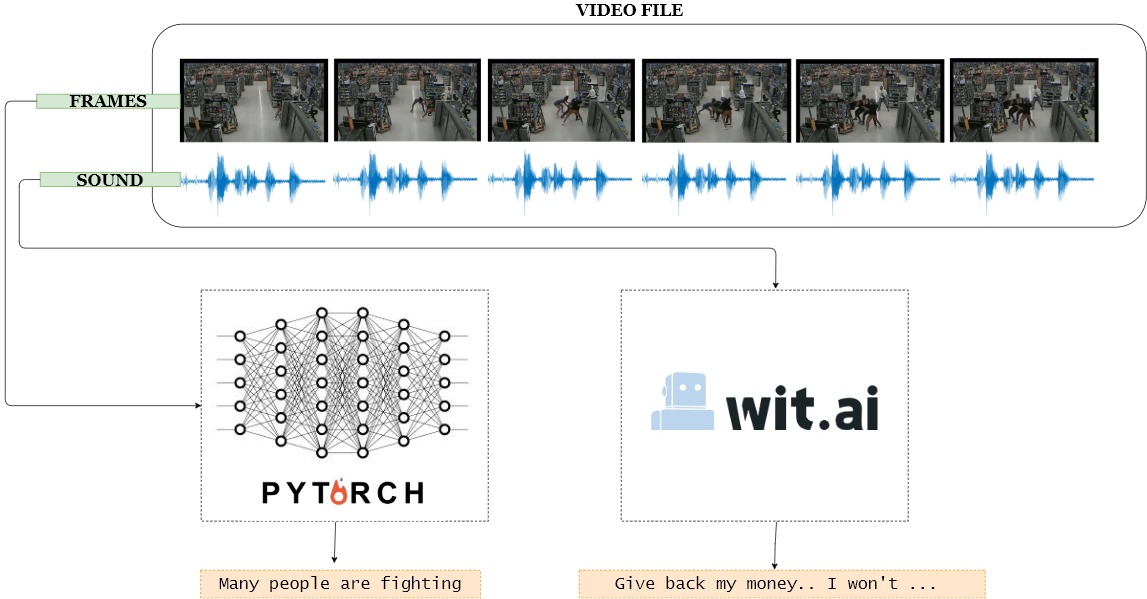 VIDEO FILE
FRAMES
SOUND
PYTORCH
wit.ai
Many people are fighting
Give back my money.. I won't ...